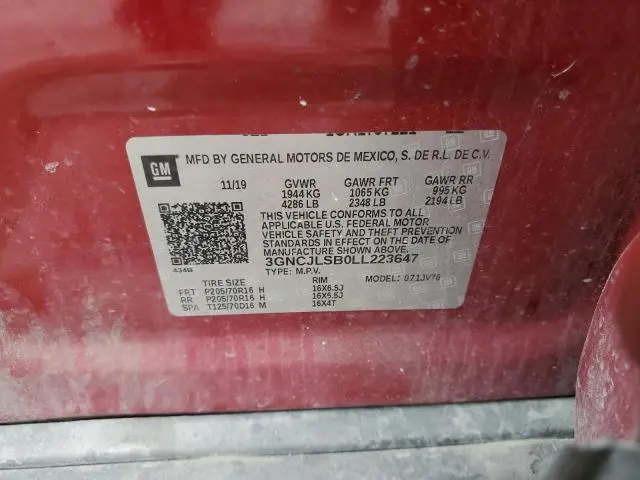 GM
MFD BY GENERAL MOTORS DE MEXICO, S. DE R.L. DE C.V.
11/19 GVWR GAWR FRT GAWR RR
1944 KG 1065 KG 995 KG
4286 LB 2348 LB 2194 LB
THIS VEHICLE CONFORMS TO ALL
APPLICABLE U.S. FEDERAL MOTOR
VEHICLE SAFETY AND THEFT PREVENTION
STANDARDS IN EFFECT ON THE DATE OF
MANUFACTURE SHOWN ABOVE.
3GNCJLSB0LL223647
434B
TYPE: M.P.V. MODEL: 071JV76
TIRE SIZE RIM
FRT P205/70R16 H 16X6.5J
RR P205/70R16 H 16X6.5J
SPA T125/70D16 M 16X4T